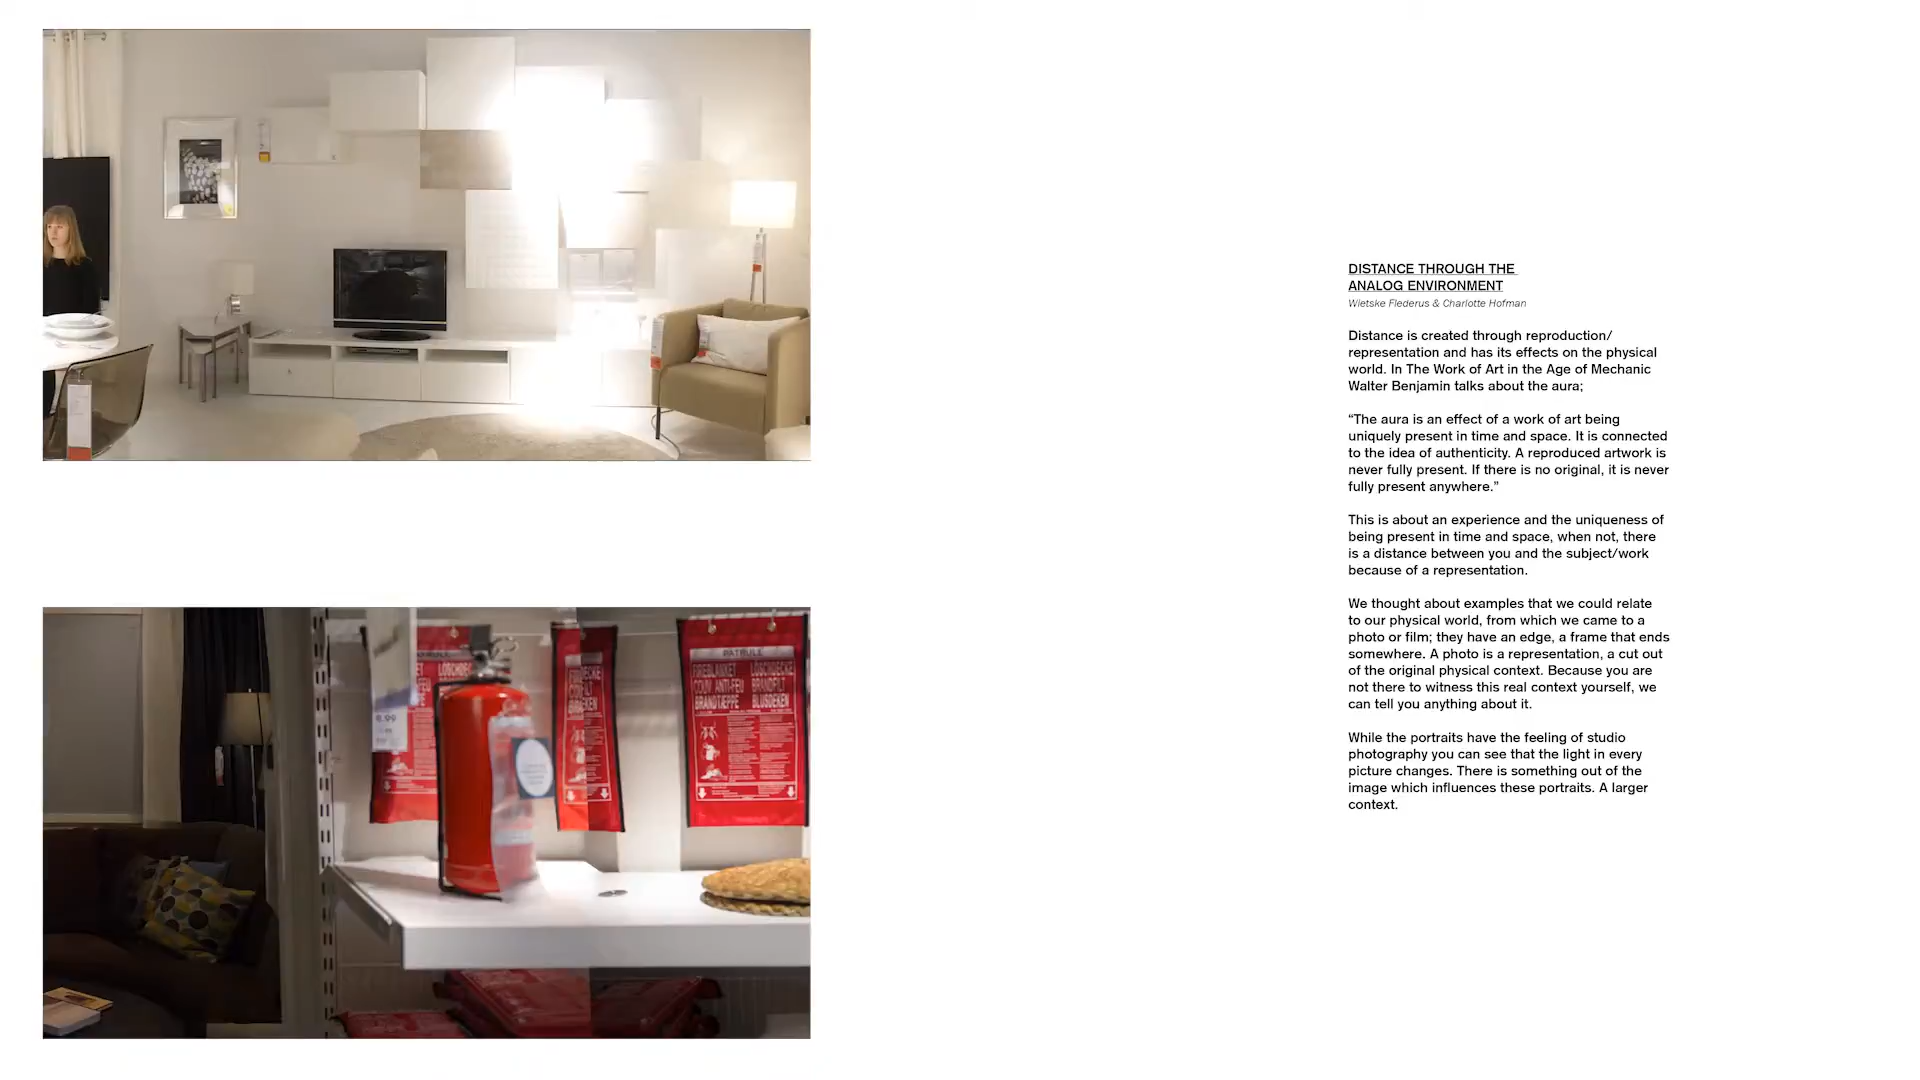 DISTANCE THROUGH THE
ANALOG ENVIRONMENT
Wietske Flederus & Charlotte Hofman
Distance is created through reproduction/
representation and has its effects on the physical
world. In The Work of Art in the Age of Mechanic
Walter Benjamin talks about the aura;
“The aura is an effect of a work of art being
uniquely present in time and space. It is connected
to the idea of authenticity. A reproduced artwork is
never fully present. If there is no original, it is never
fully present anywhere.”
This is about an experience and the uniqueness of
being present in time and space, when not, there
is a distance between you and the subject/work
because of a representation.
We thought about examples that we could relate
to our physical world, from which we came to a
photo or film; they have an edge, a frame that ends
somewhere. A photo is a representation, a cut out
of the original physical context. Because you are
not there to witness this real context yourself, we
can tell you anything about it.
While the portraits have the feeling of studio
photography you can see that the light in every
picture changes. There is something out of the
image which influences these portraits. A larger
context.
PATRULL
FIREBLANKET LÖSCHDECKE
COUV ANTI-FEU BRANDFILT
BRANDTÆPPE BLUSDEKEN